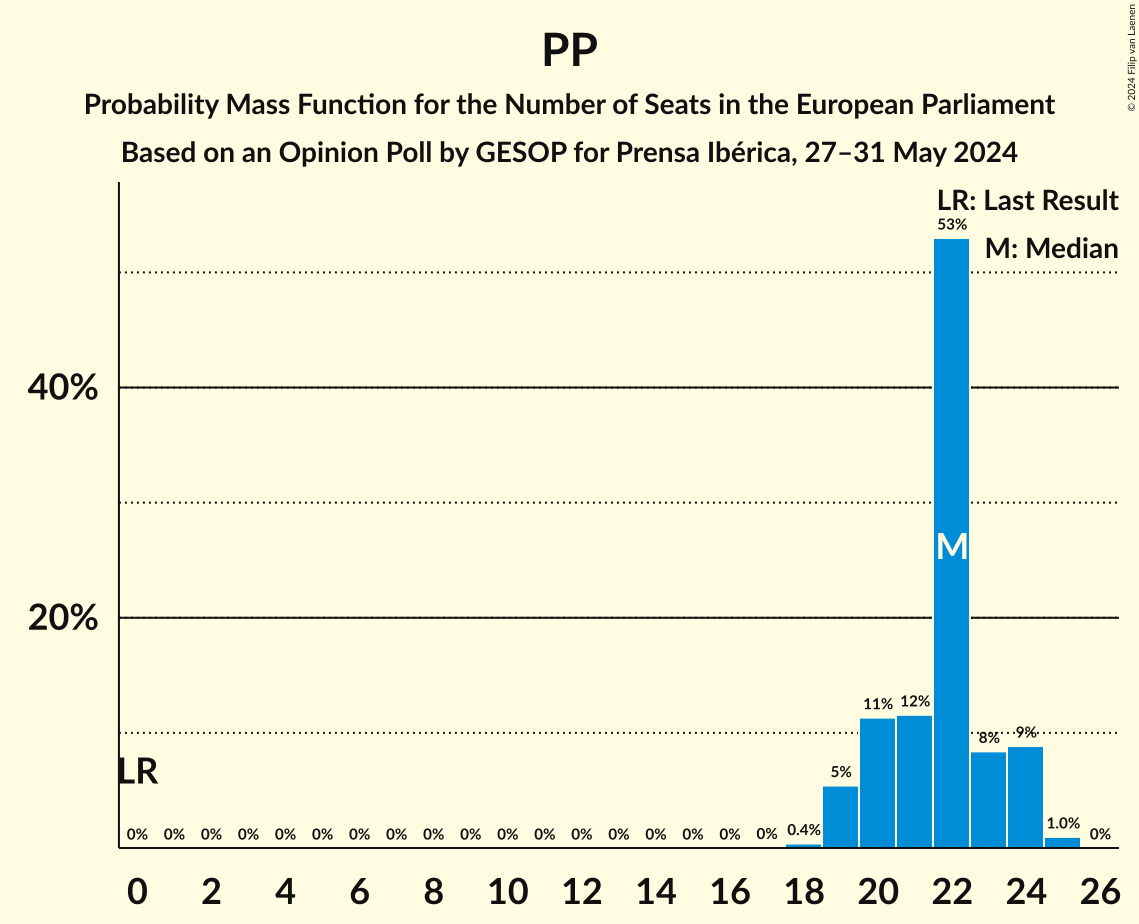 PP
Probability Mass Function for the Number of Seats in the European Parliament
Based on an Opinion Poll by GESOP for Prensa Ibérica, 27–31 May 2024
© 2024 Filip van Laenen
LR: Last Result
M: Median
53%
40%
20%
M
LR
0% 0% 0% 0% 0% 0% 0% 0% 0% 0% 0% 0% 0% 0% 0% 0% 0% 0% 0.4% 5% 11% 12% 8% 9% 1.0% 0%
0 2 4 6 8 10 12 14 16 18 20 22 24 26